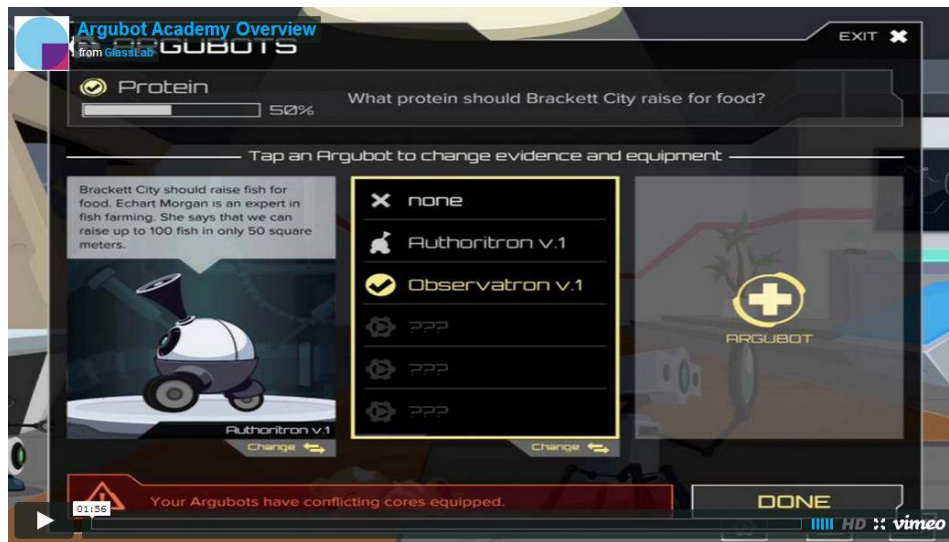 Argubot Academy Overview
from GlassLab
ARGUBOTS
EXIT
Protein
50%
What protein should Brackett City raise for food?
Tap an Argubot to change evidence and equipment
Brackett City should raise fish for
food. Echart Morgan is an expert in
fish farming. She says that we can
raise up to 100 fish in only 50 square
meters.
Authoritron v.1
Change
none
Authoritron v.1
Observatron v.1
???
???
???
Change
ARGUBOT
Your Argubots have conflicting cores equipped.
DONE
01:56
HD
vimeo